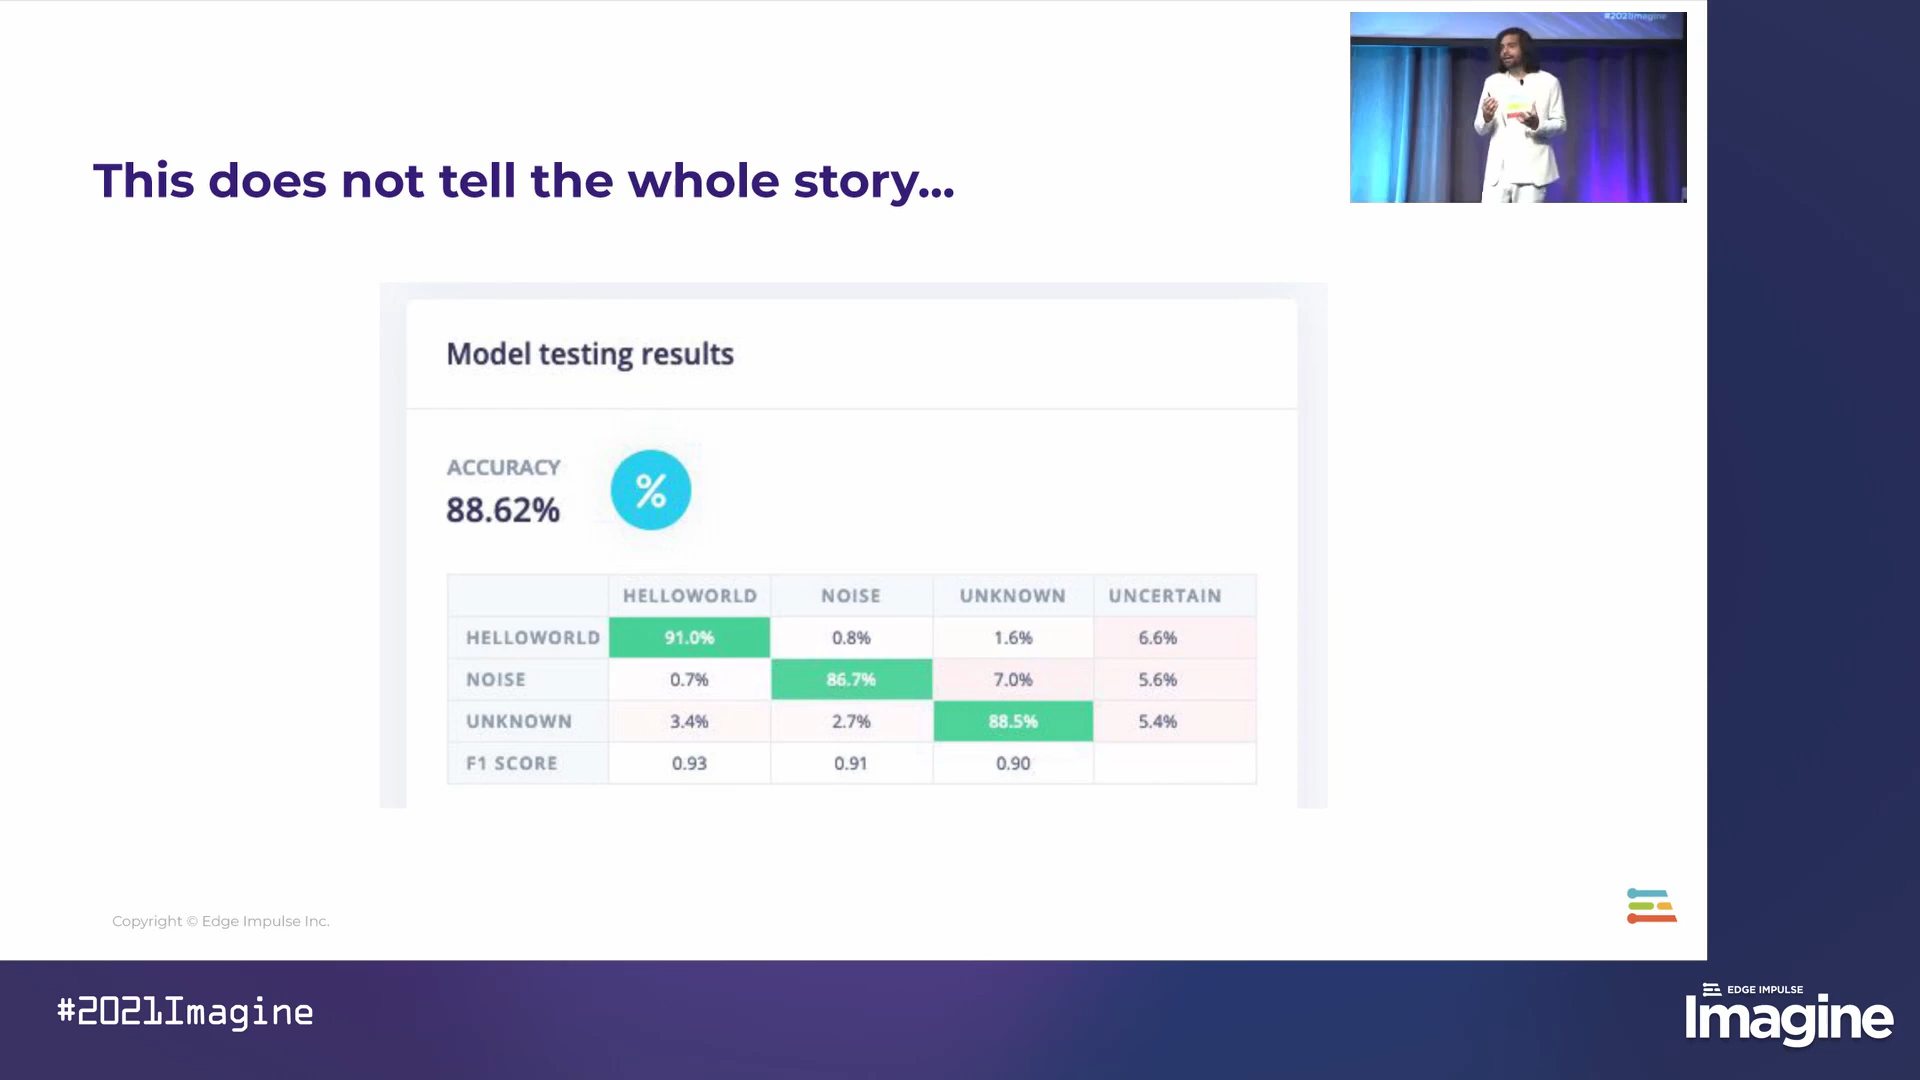 #2021Imagine
This does not tell the whole story...
Model testing results
ACCURACY
88.62%
%
HELLOWORLD NOISE UNKNOWN UNCERTAIN
HELLOWORLD 91.0% 0.8% 1.6% 6.6%
NOISE 0.7% 86.7% 7.0% 5.6%
UNKNOWN 3.4% 2.7% 88.5% 5.4%
F1 SCORE 0.93 0.91 0.90
Copyright © Edge Impulse Inc.
#2021Imagine
EDGE IMPULSE
Imagine